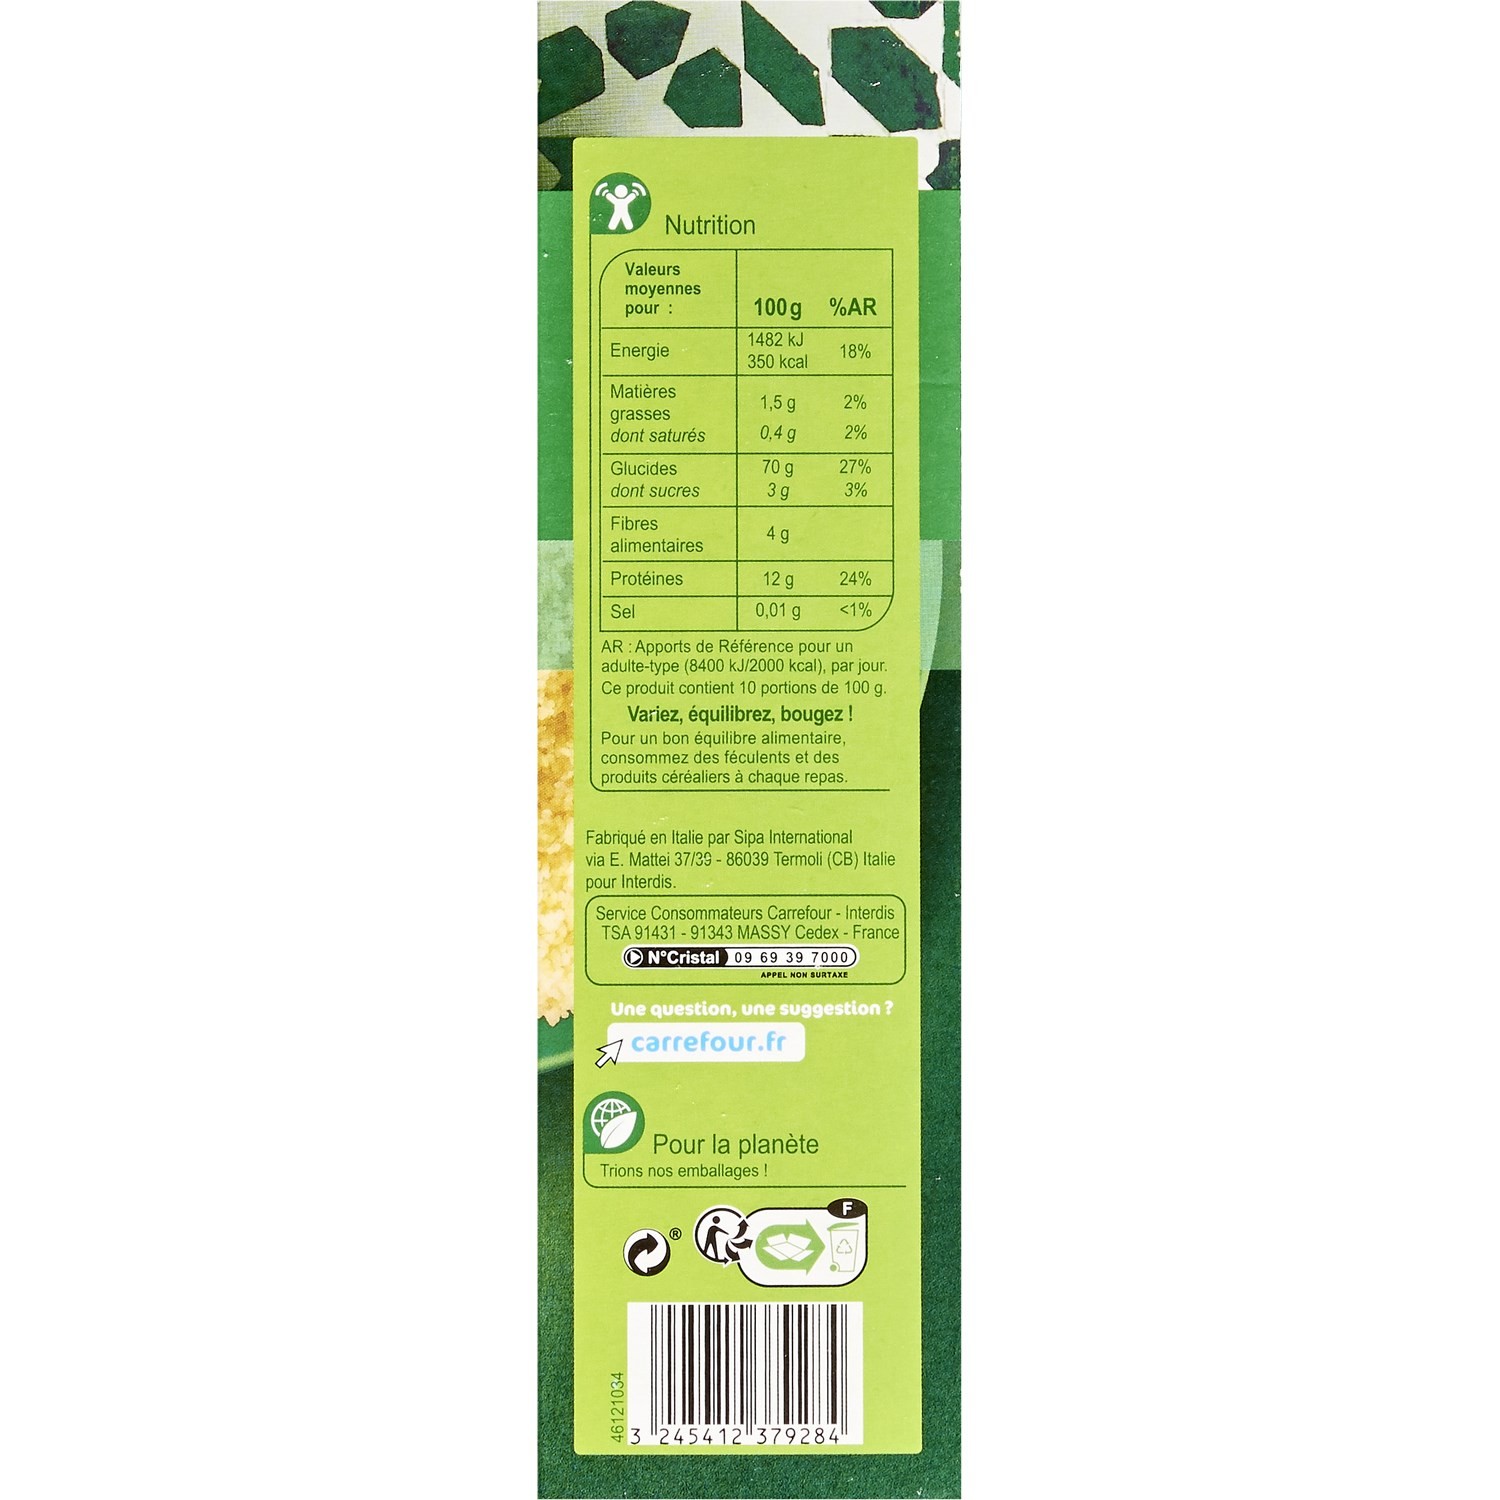 Nutrition
Valeurs
moyennes
pour :
100 g %AR
Energie
1482 kJ
350 kcal
18%
Matières
grasses
1,5 g 2%
dont saturés 0,4 g 2%
Glucides 70 g 27%
dont sucres 3 g 3%
Fibres
alimentaires
4 g
Protéines 12 g 24%
Sel 0,01 g <1%
AR : Apports de Référence pour un
adulte-type (8400 kJ/2000 kcal), par jour.
Ce produit contient 10 portions de 100 g.
Variez, équilibrez, bougez !
Pour un bon équilibre alimentaire,
consommez des féculents et des
produits céréaliers à chaque repas.
Fabriqué en Italie par Sipa International
via E. Mattei 37/39 - 86039 Termoli (CB) Italie
pour Interdis.
Service Consommateurs Carrefour - Interdis
TSA 91431 - 91343 MASSY Cedex - France
N°Cristal 09 69 39 7000
APPEL NON SURTAXE
Une question, une suggestion ?
carrefour.fr
Pour la planète
Trions nos emballages !
®
F
46121034
3 245412 379284